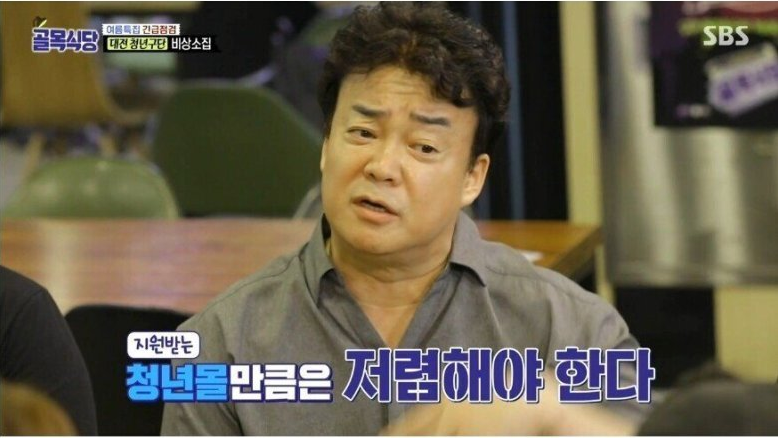 골목식당
여름특집 긴급점검
대전 청년구단 비상소집
SBS
지원받는
청년몰만큼은 저렴해야 한다